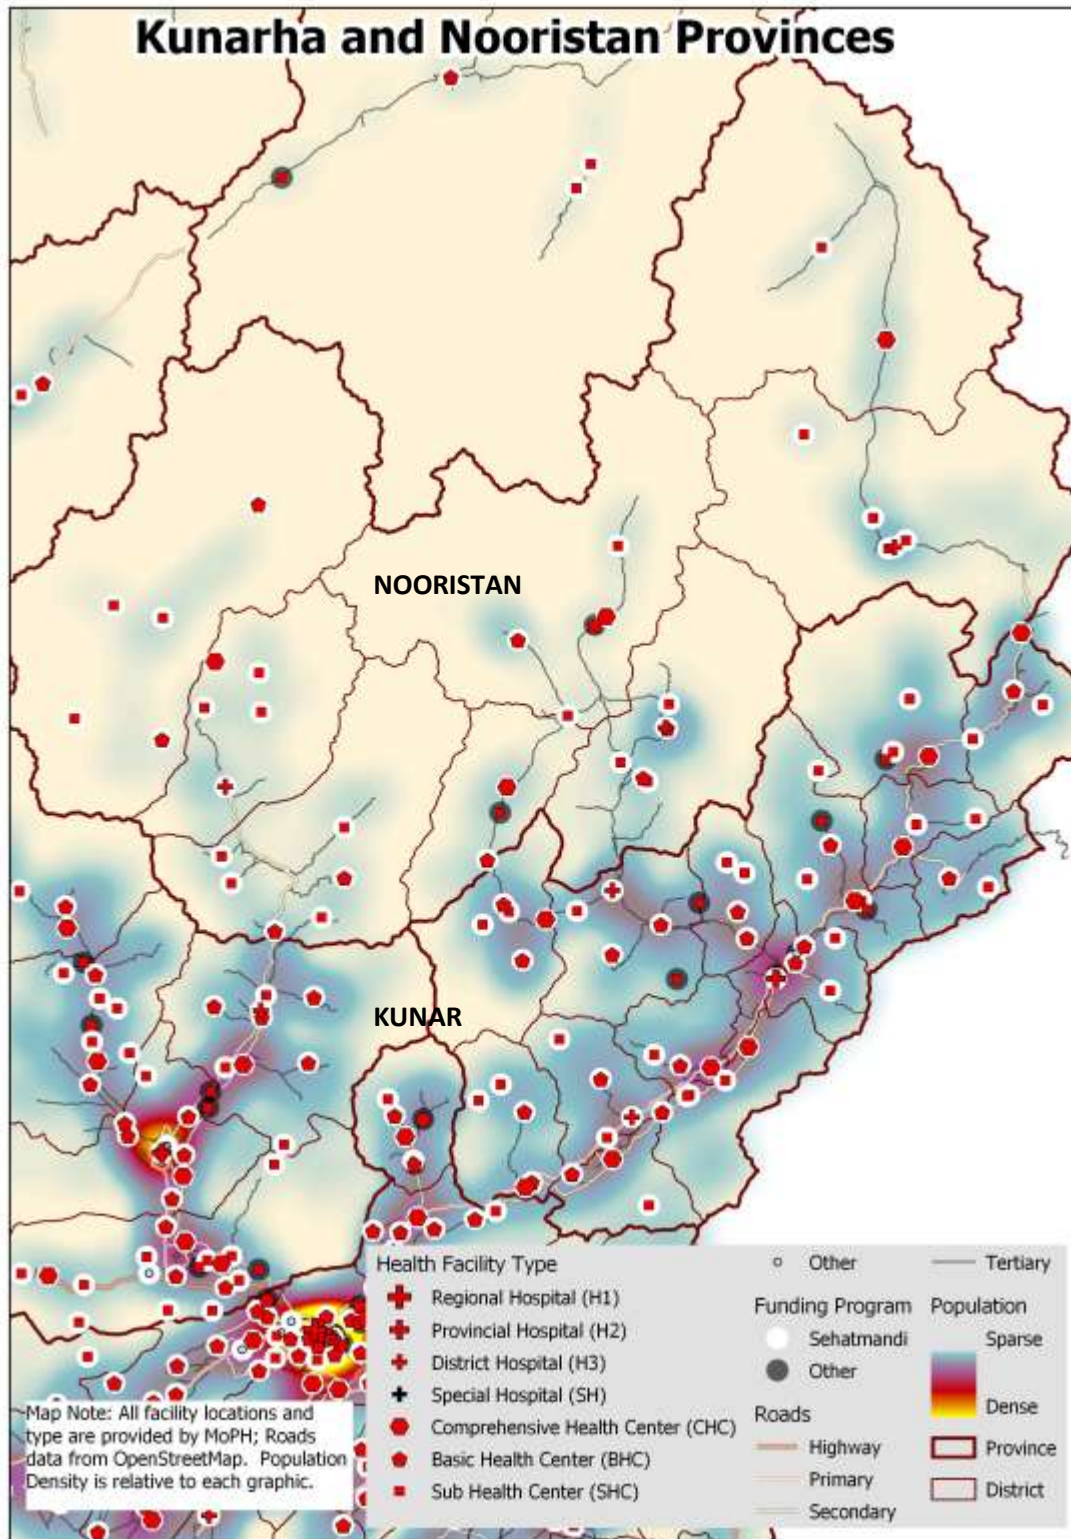 Kunarha and Nooristan Provinces
NOORISTAN
KUNAR
Health Facility Type
Regional Hospital (H1)
Provincial Hospital (H2)
District Hospital (H3)
Special Hospital (SH)
Comprehensive Health Center (CHC)
Basic Health Center (BHC)
Sub Health Center (SHC)
Other
Funding Program
Sehatmandi
Other
Roads
Highway
Primary
Secondary
Tertiary
Population
Sparse
Dense
Province
District
Map Note: All facility locations and
type are provided by MoPH; Roads
data from OpenStreetMap. Population
Density is relative to each graphic.